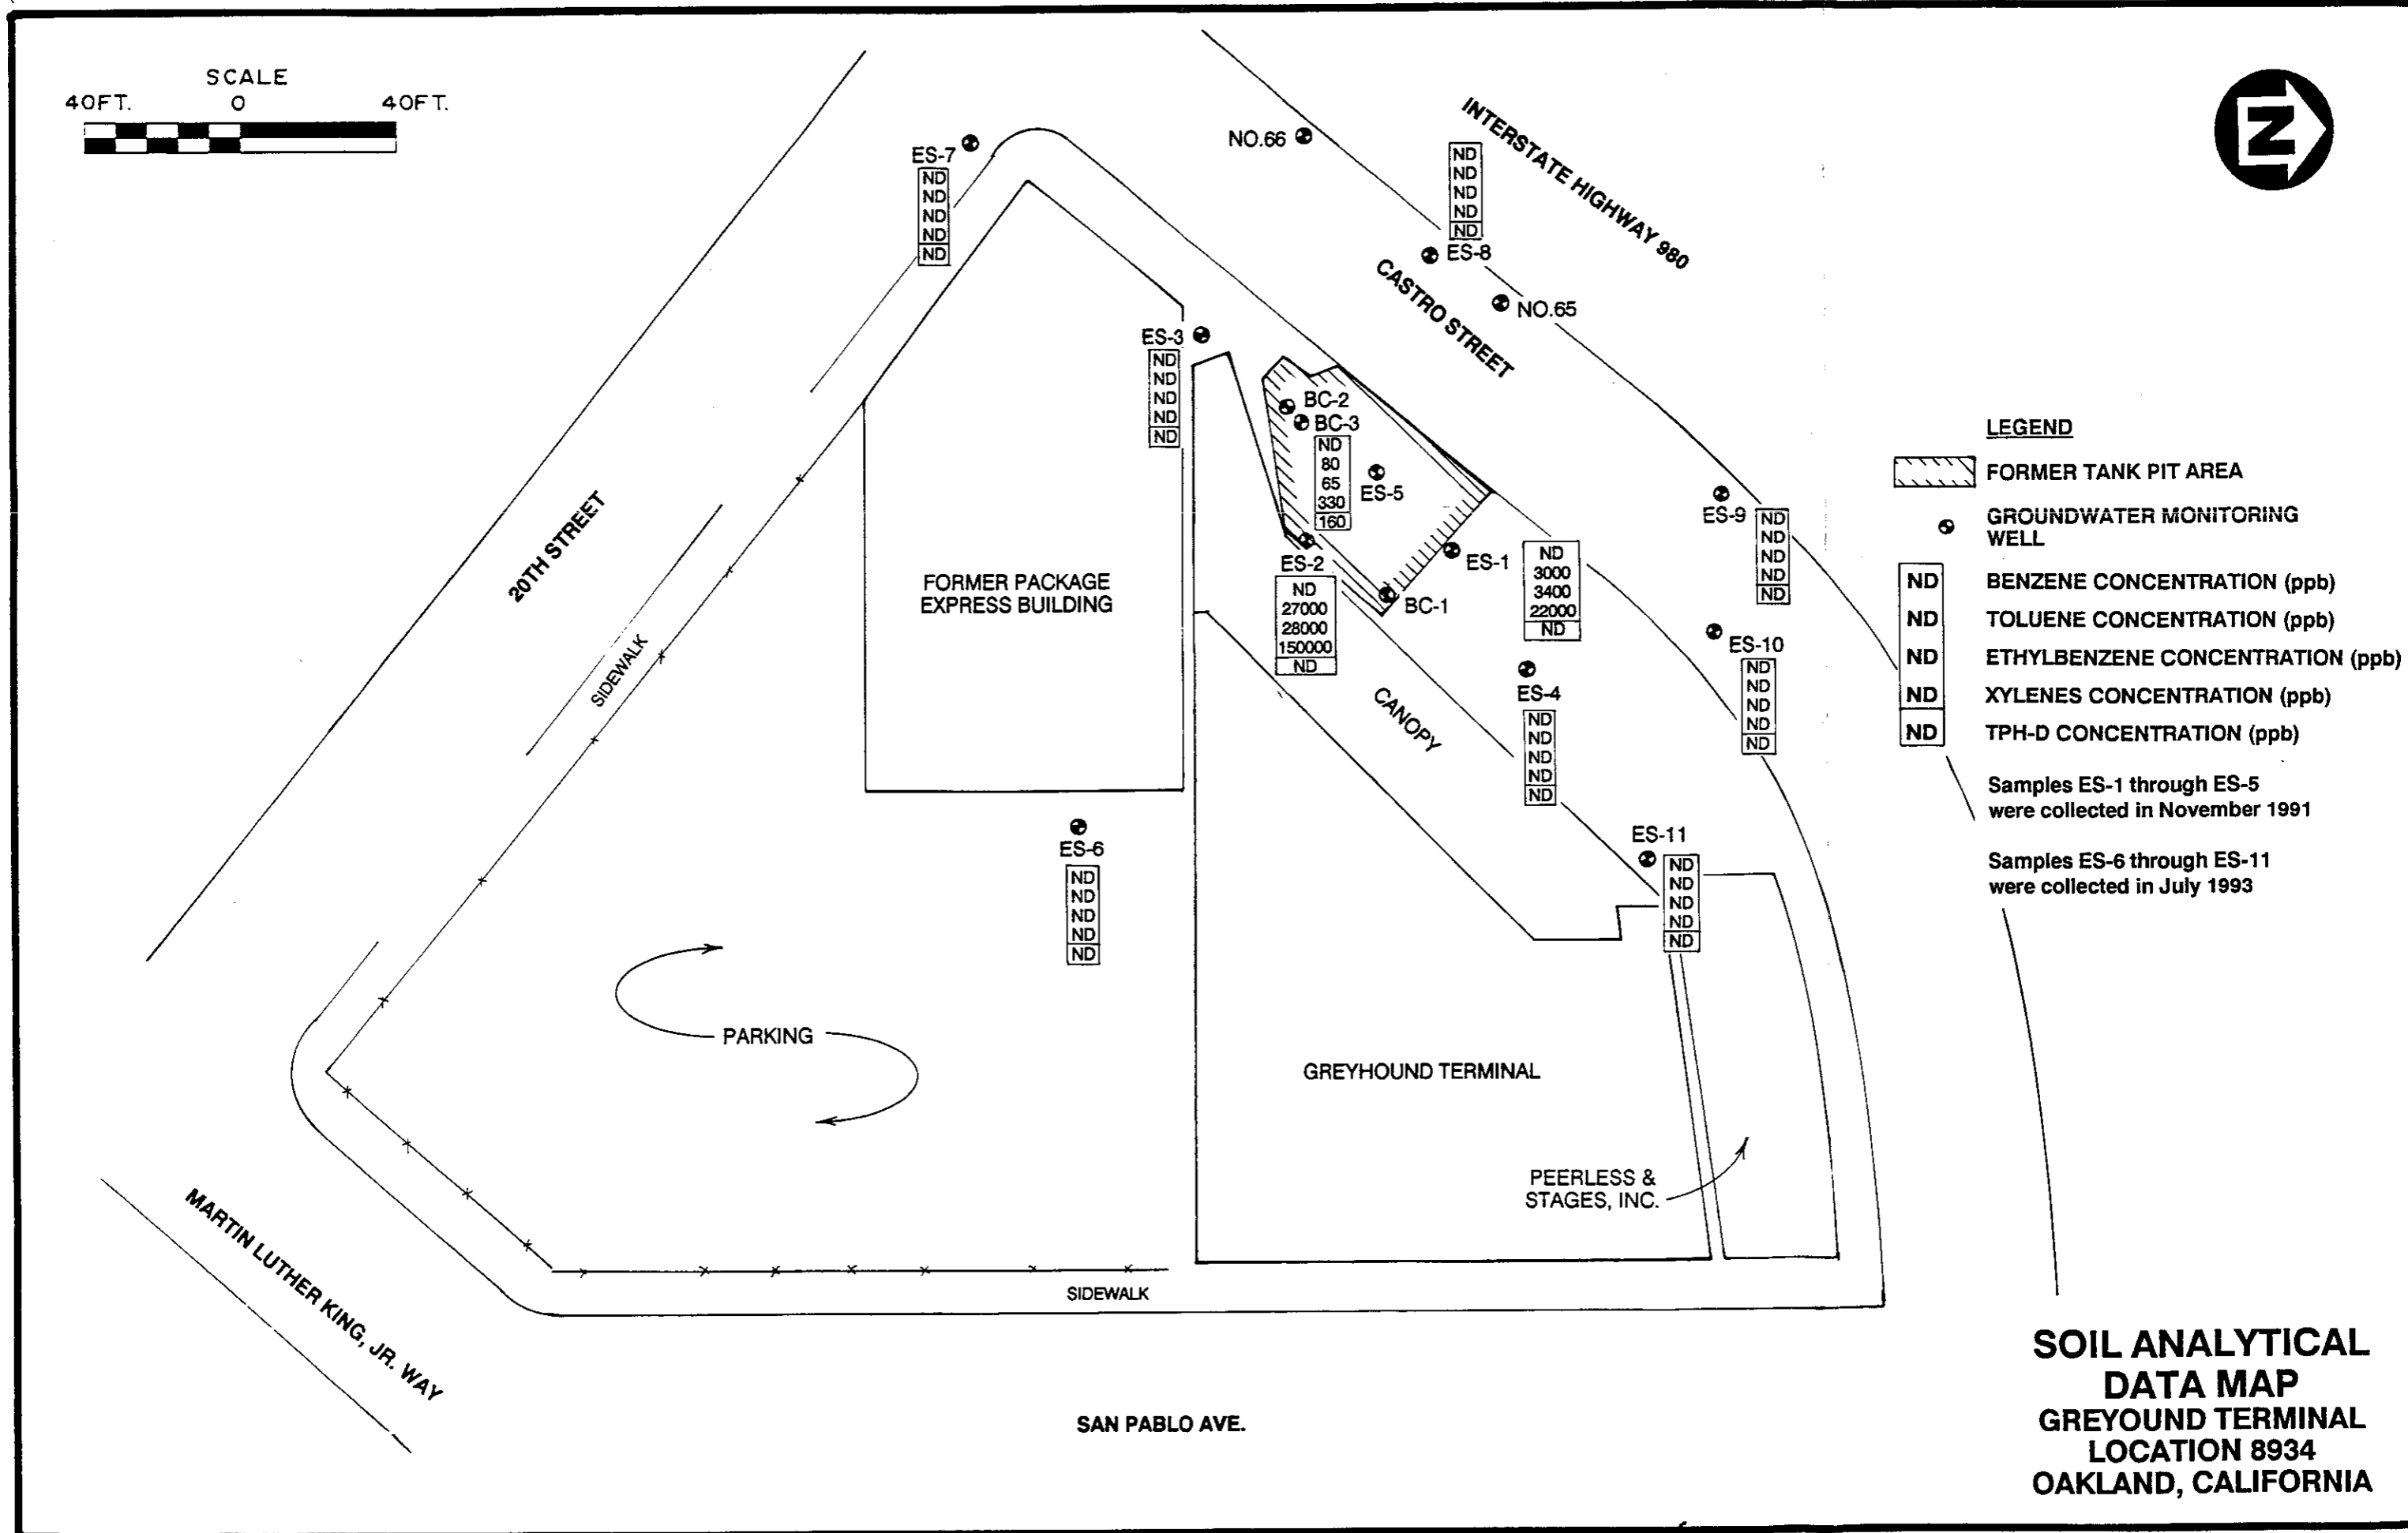 SCALE
40FT. 0 40FT.
N
INTERSTATE HIGHWAY 980
NO.66
ES-7
ND
ND
ND
ND
ND
ND
ND
ND
ND
ND
ES-8
NO.65
CASTRO STREET
ES-3
ND
ND
ND
ND
ND
BC-2
BC-3
ND
80
65
330
160
ES-5
ES-2
ND
27000
28000
150000
ND
ES-1
ND
3000
3400
22000
ND
BC-1
ES-9
ND
ND
ND
ND
ND
ES-10
ND
ND
ND
ND
ND
ES-4
ND
ND
ND
ND
ND
CANOPY
ES-11
ND
ND
ND
ND
ND
20TH STREET
SIDEWALK
FORMER PACKAGE
EXPRESS BUILDING
ES-6
ND
ND
ND
ND
ND
PARKING
GREYHOUND TERMINAL
PEERLESS &
STAGES, INC.
SIDEWALK
MARTIN LUTHER KING, JR. WAY
SAN PABLO AVE.
LEGEND
FORMER TANK PIT AREA
GROUNDWATER MONITORING
WELL
ND BENZENE CONCENTRATION (ppb)
ND TOLUENE CONCENTRATION (ppb)
ND ETHYLBENZENE CONCENTRATION (ppb)
ND XYLENES CONCENTRATION (ppb)
ND TPH-D CONCENTRATION (ppb)
Samples ES-1 through ES-5
were collected in November 1991
Samples ES-6 through ES-11
were collected in July 1993
SOIL ANALYTICAL
DATA MAP
GREYOUND TERMINAL
LOCATION 8934
OAKLAND, CALIFORNIA